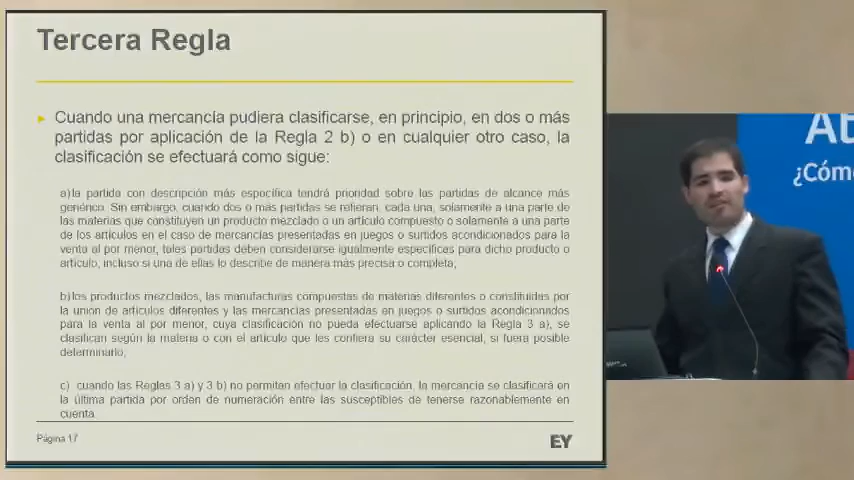 Tercera Regla
Cuando una mercancía pudiera clasificarse, en principio, en dos o más
partidas por aplicación de la Regla 2 b) o en cualquier otro caso, la
clasificación se efectuará como sigue:
a) la partida con descripción más específica tendrá prioridad sobre las partidas de alcance más
genérico. Sin embargo, cuando dos o más partidas se refieran, cada una, solamente a una parte de
las materias que constituyen un producto mezclado o un artículo compuesto o solamente a una parte
de los artículos en el caso de mercancías presentadas en juegos o surtidos acondicionados para la
venta al por menor, tales partidas deben considerarse igualmente específicas para dicho producto o
artículo, incluso si una de ellas lo describe de manera más precisa o completa;
b) los productos mezclados, las manufacturas compuestas de materias diferentes o constituidas por
la unión de artículos diferentes y las mercancías presentadas en juegos o surtidos acondicionados
para la venta al por menor, cuya clasificación no pueda efectuarse aplicando la Regla 3 a), se
clasifican según la materia o con el artículo que les confiera su carácter esencial, si fuera posible
determinarlo;
c) cuando las Reglas 3 a) y 3 b) no permitan efectuar la clasificación, la mercancía se clasificará en
la última partida por orden de numeración entre las susceptibles de tenerse razonablemente en
cuenta.
Página 17
EY
At
¿Cóm